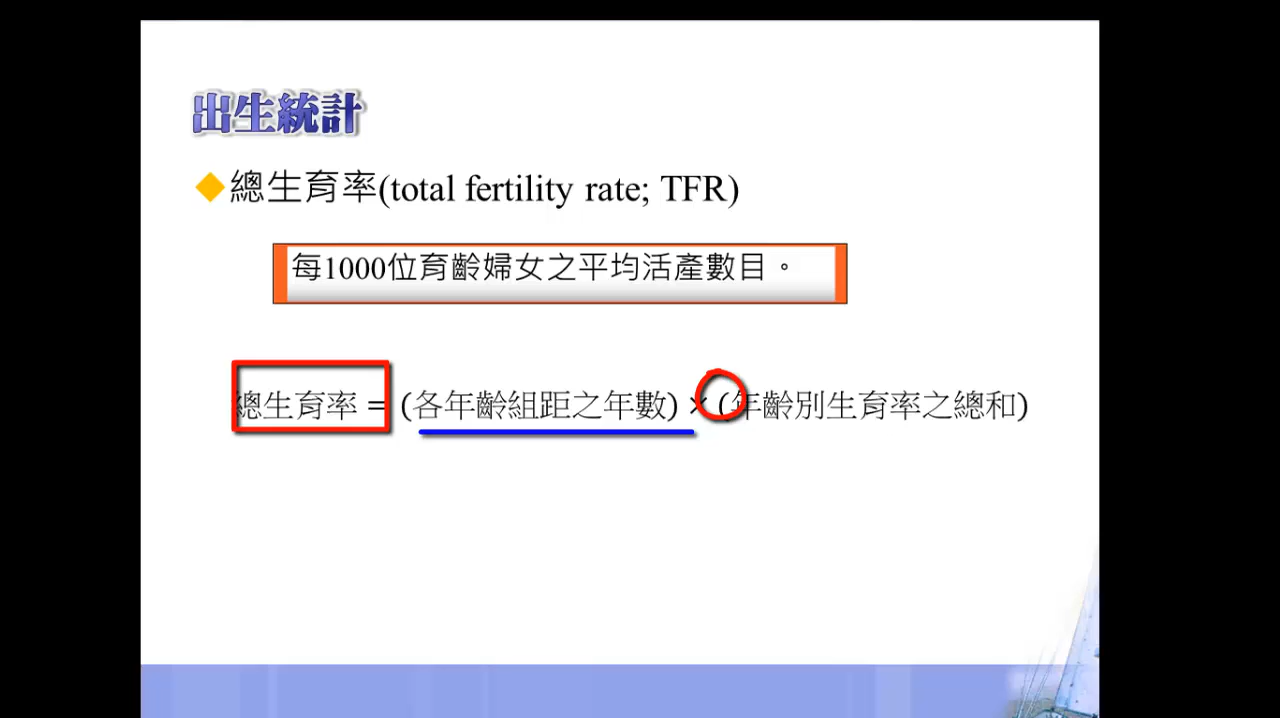 出生統計
總生育率(total fertility rate; TFR)
每1000位育齡婦女之平均活產數目。
總生育率 = (各年齡組距之年數) × (年齡別生育率之總和)